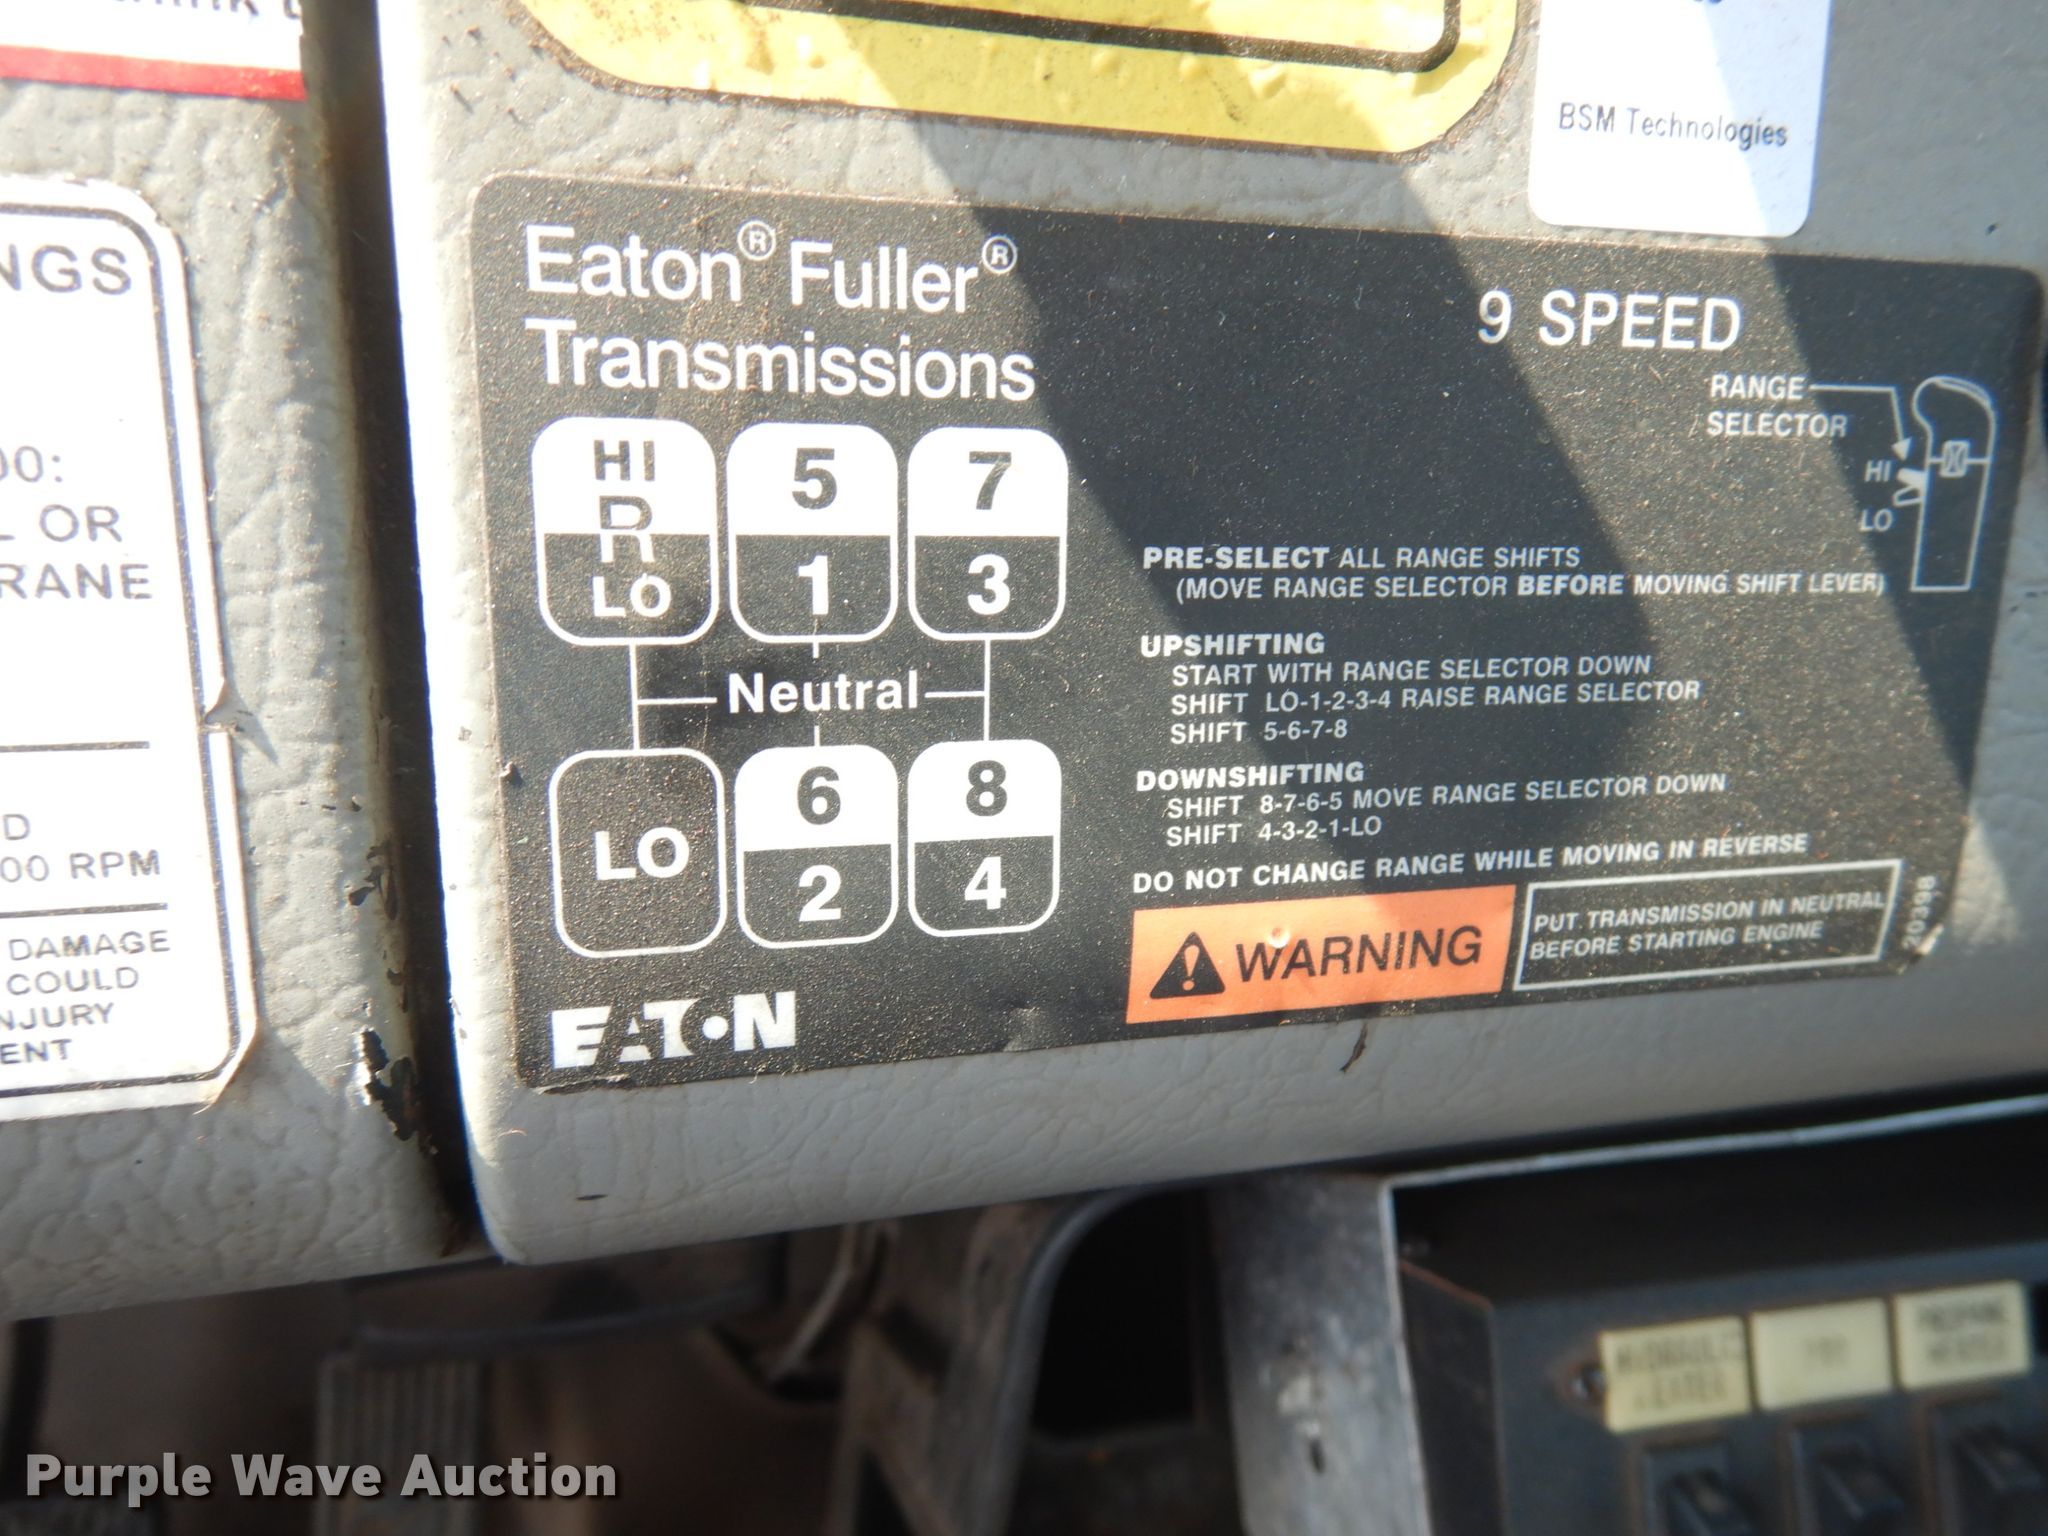 BSM Technologies
NGS
00:
L OR
RANE
D
00 RPM
DAMAGE
COULD
NJURY
ENT
Eaton® Fuller®
Transmissions
9 SPEED
RANGE
SELECTOR
HI
LO
HI
R
LO
5
1
7
3
Neutral
LO
6
2
8
4
PRE-SELECT ALL RANGE SHIFTS
(MOVE RANGE SELECTOR BEFORE MOVING SHIFT LEVER)
UPSHIFTING
START WITH RANGE SELECTOR DOWN
SHIFT LO-1-2-3-4 RAISE RANGE SELECTOR
SHIFT 5-6-7-8
DOWNSHIFTING
SHIFT 8-7-6-5 MOVE RANGE SELECTOR DOWN
SHIFT 4-3-2-1-LO
DO NOT CHANGE RANGE WHILE MOVING IN REVERSE
WARNING
PUT TRANSMISSION IN NEUTRAL
BEFORE STARTING ENGINE
20398
EATON
Purple Wave Auction